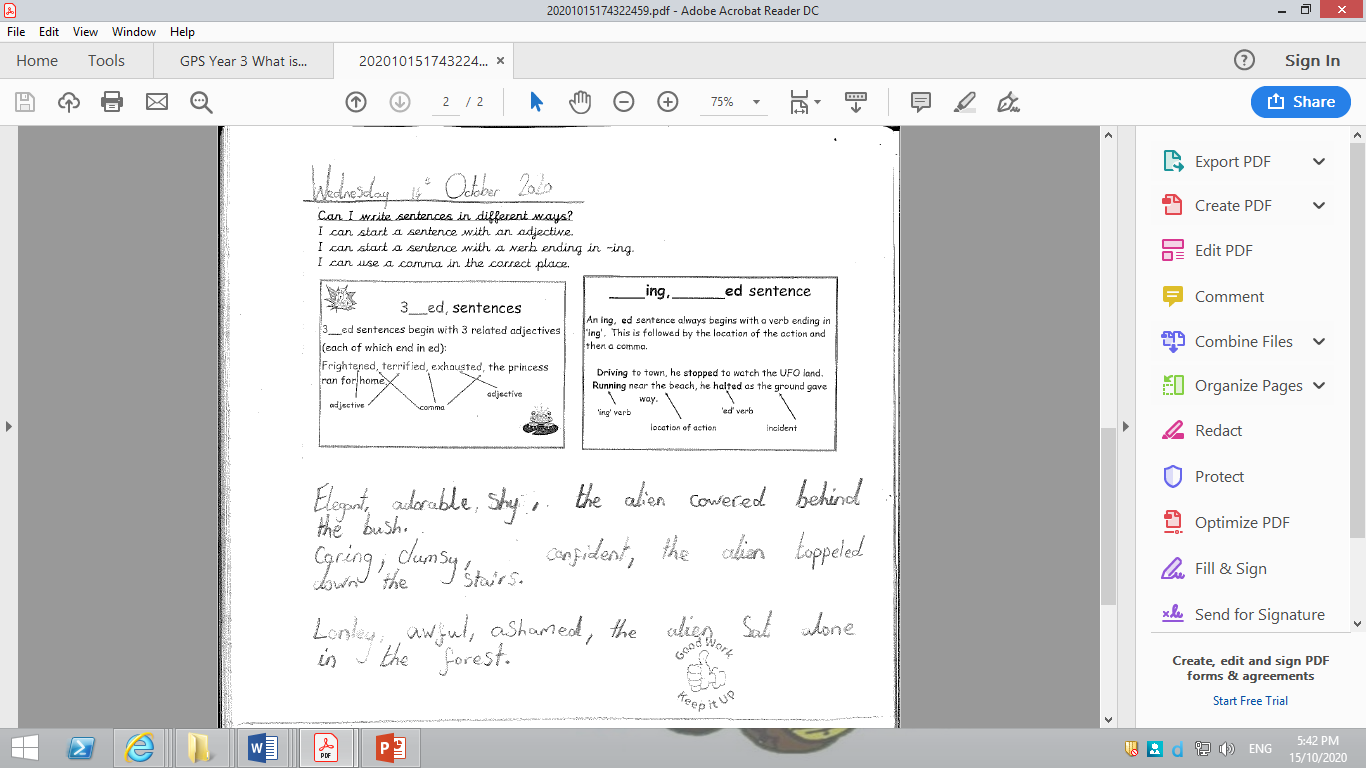 20201015174322459.pdf - Adobe Acrobat Reader DC
File Edit View Window Help
Home Tools GPS Year 3 What is... 202010151743224... × Sign In
2 / 2 75% Share
Wednesday 14th October 2020
Can I write sentences in different ways?
I can start a sentence with an adjective.
I can start a sentence with a verb ending in -ing.
I can use a comma in the correct place.
3__ed, sentences
3__ed sentences begin with 3 related adjectives
(each of which end in ed):
Frightened, terrified, exhausted, the princess
ran for home.
adjective
comma
adjective
____ing,______ed sentence
An ing, ed sentence always begins with a verb ending in
'ing'. This is followed by the location of the action and
then a comma.
Driving to town, he stopped to watch the UFO land.
Running near the beach, he halted as the ground gave
way.
'ing' verb
'ed' verb
location of action
incident
Elegant, adorable, shy, the alien cowered behind
the bush.
Caring, clumsy, confident, the alien toppeled
down the stairs.
Lonley, awful, ashamed, the alien Sat alone
in the forest.
Good Work
Keep it UP
Export PDF
Create PDF
Edit PDF
Comment
Combine Files
Organize Pages
Redact
Protect
Optimize PDF
Fill & Sign
Send for Signature
Create, edit and sign PDF
forms & agreements
Start Free Trial
ENG
5:42 PM
15/10/2020